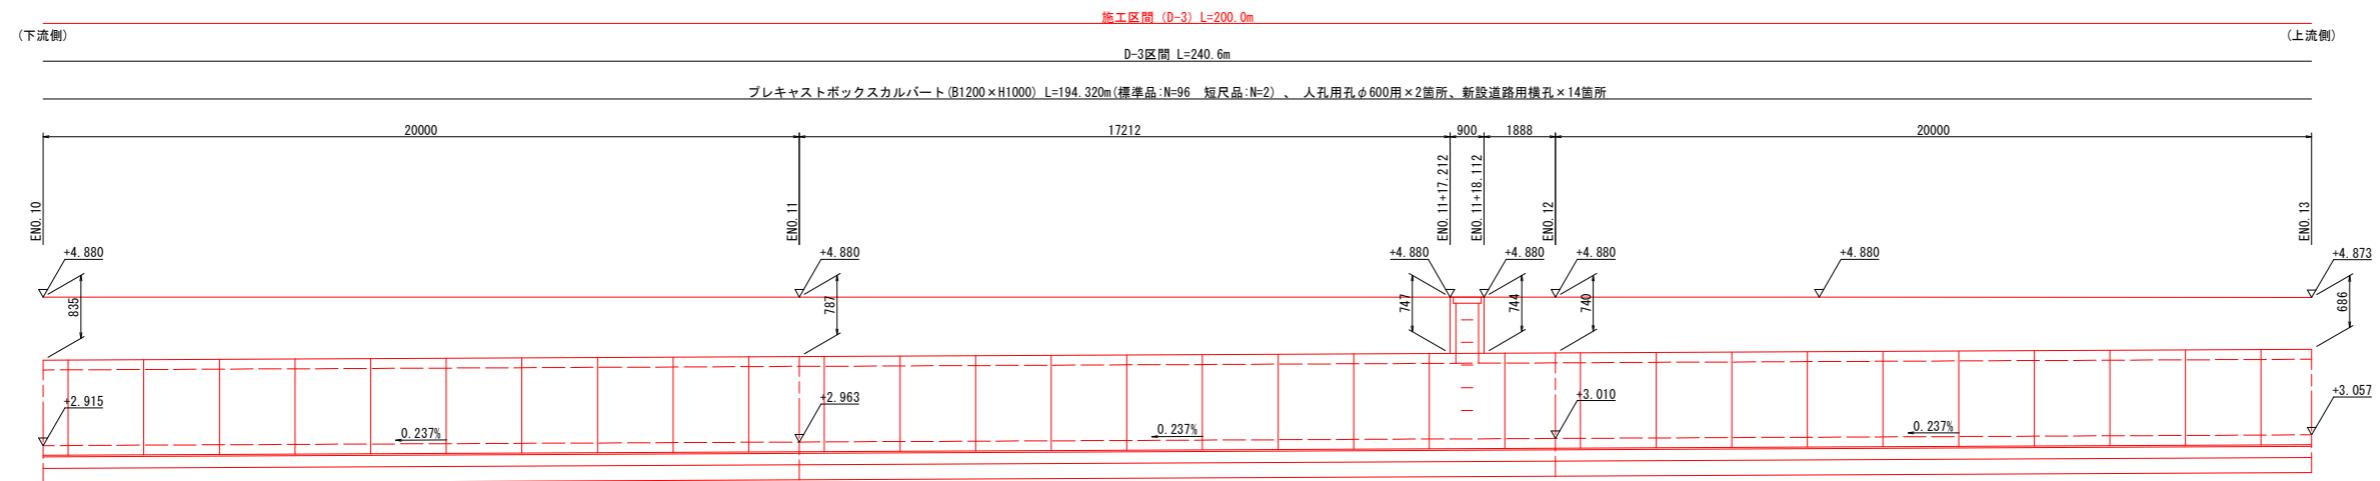 施工区間 (D-3) L=200.0m
(下流側)
(上流側)
D-3区間 L=240.6m
プレキャストボックスカルバート(B1200×H1000) L=194.320m(標準品:N=96 短尺品:N=2) 、 人孔用孔φ600用×2箇所、新設道路用横孔×14箇所
20000
17212
900
1888
20000
ENO.10
ENO.11
ENO.11+17.212
ENO.11+18.112
ENO.12
ENO.13
+4.880
+4.880
+4.880
+4.880
+4.880
+4.880
+4.873
835
787
747
744
740
686
+2.915
+2.963
+3.010
+3.057
0.237%
0.237%
0.237%